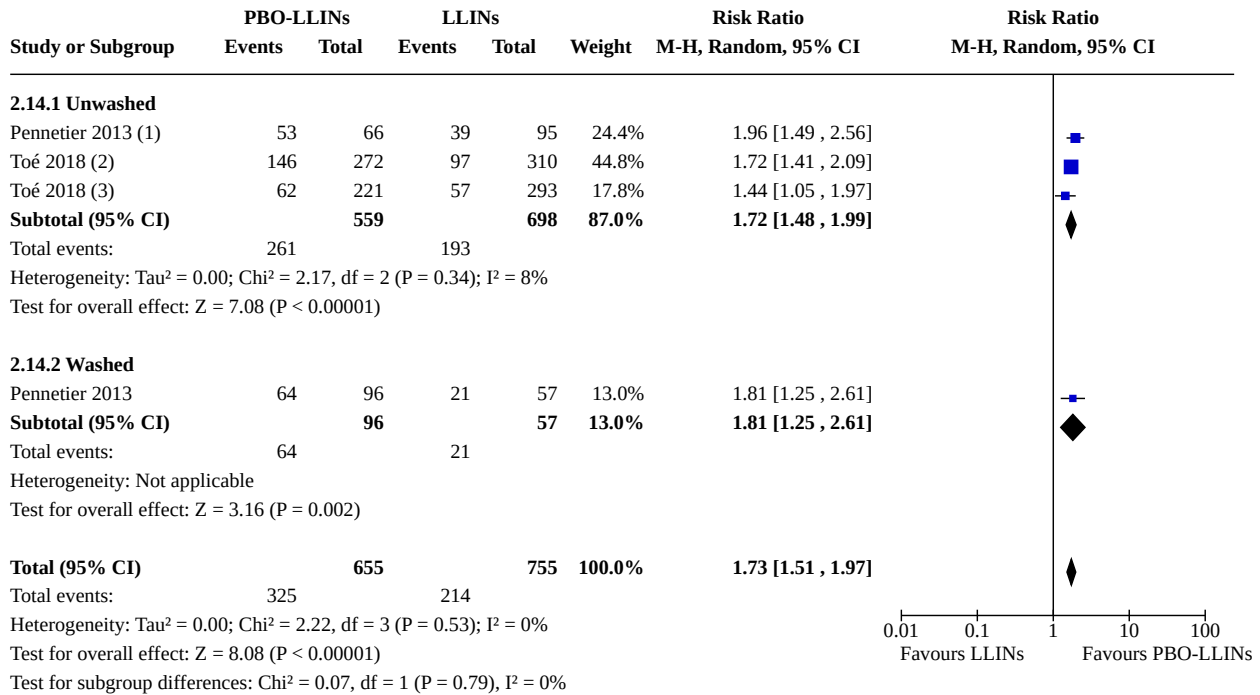 PBO-LLINs LLINs Risk Ratio Risk Ratio
Study or Subgroup Events Total Events Total Weight M-H, Random, 95% CI M-H, Random, 95% CI
2.14.1 Unwashed
Pennetier 2013 (1) 53 66 39 95 24.4% 1.96 [1.49 , 2.56]
Toé 2018 (2) 146 272 97 310 44.8% 1.72 [1.41 , 2.09]
Toé 2018 (3) 62 221 57 293 17.8% 1.44 [1.05 , 1.97]
Subtotal (95% CI) 559 698 87.0% 1.72 [1.48 , 1.99]
Total events: 261 193
Heterogeneity: Tau² = 0.00; Chi² = 2.17, df = 2 (P = 0.34); I² = 8%
Test for overall effect: Z = 7.08 (P < 0.00001)
2.14.2 Washed
Pennetier 2013 64 96 21 57 13.0% 1.81 [1.25 , 2.61]
Subtotal (95% CI) 96 57 13.0% 1.81 [1.25 , 2.61]
Total events: 64 21
Heterogeneity: Not applicable
Test for overall effect: Z = 3.16 (P = 0.002)
Total (95% CI) 655 755 100.0% 1.73 [1.51 , 1.97]
Total events: 325 214
Heterogeneity: Tau² = 0.00; Chi² = 2.22, df = 3 (P = 0.53); I² = 0% 0.01 0.1 1 10 100
Test for overall effect: Z = 8.08 (P < 0.00001) Favours LLINs Favours PBO-LLINs
Test for subgroup differences: Chi² = 0.07, df = 1 (P = 0.79), I² = 0%